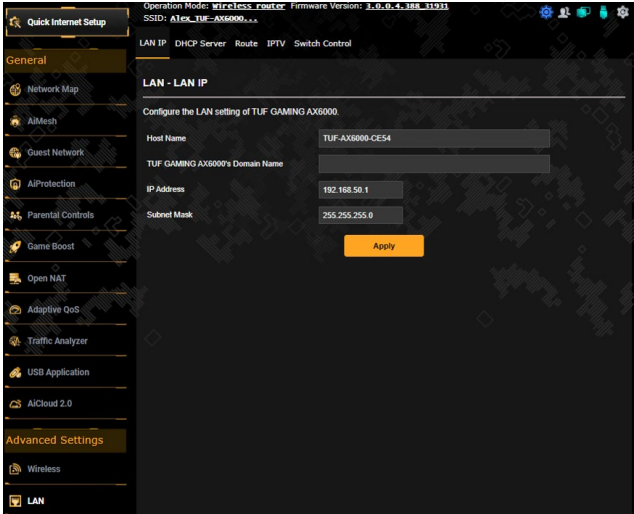 Operation Mode: Wireless router Firmware Version: 3.0.0.4.388_31931
SSID: Alex_TUF-AX6000...
Quick Internet Setup
General
Network Map
AiMesh
Guest Network
AiProtection
Parental Controls
Game Boost
Open NAT
Adaptive QoS
Traffic Analyzer
USB Application
AiCloud 2.0
Advanced Settings
Wireless
LAN
LAN IP DHCP Server Route IPTV Switch Control
LAN - LAN IP
Configure the LAN setting of TUF GAMING AX6000.
Host Name TUF-AX6000-CE54
TUF GAMING AX6000's Domain Name
IP Address 192.168.50.1
Subnet Mask 255.255.255.0
Apply